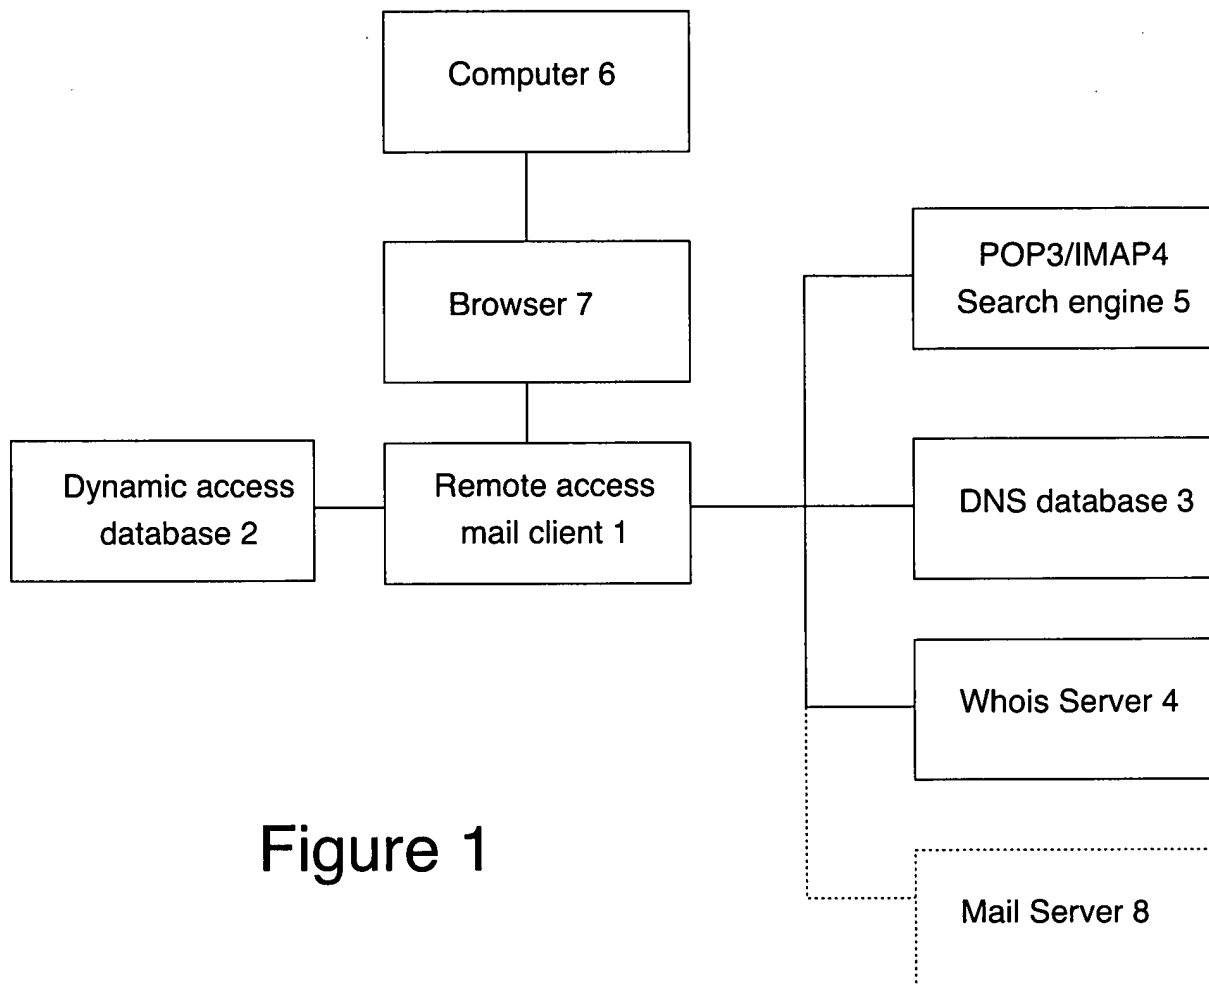 Computer 6
Browser 7
POP3/IMAP4
Search engine 5
Dynamic access
database 2
Remote access
mail client 1
DNS database 3
Whois Server 4
Mail Server 8
Figure 1